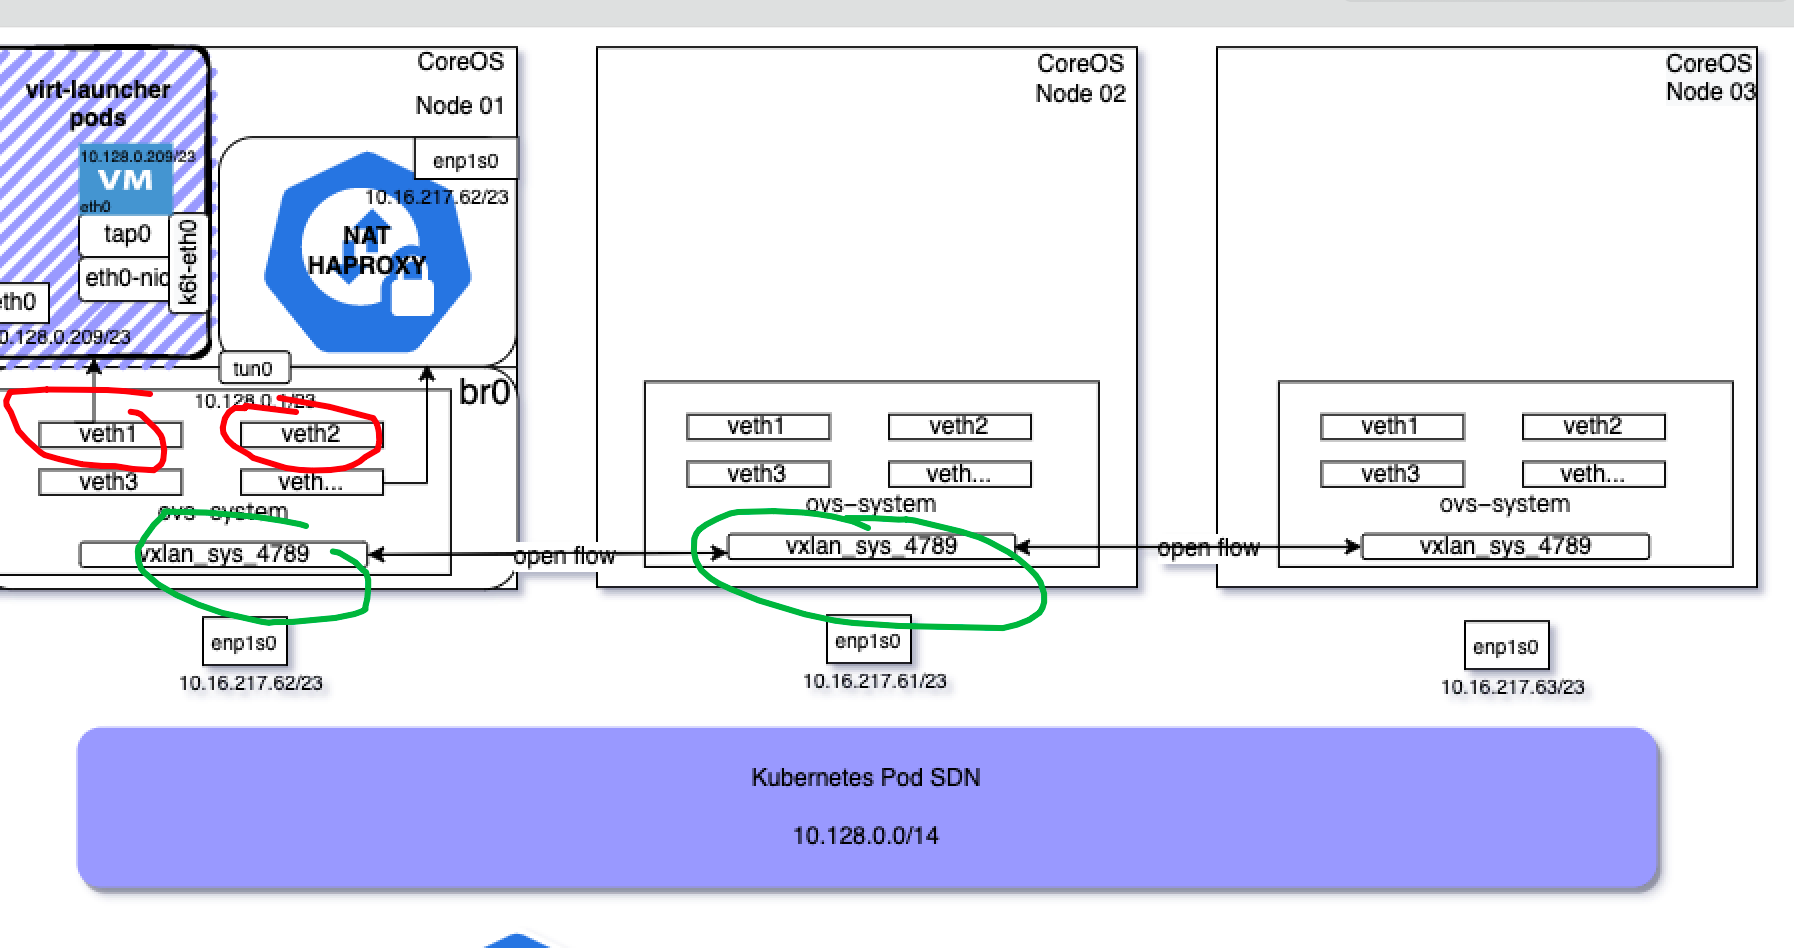 CoreOS
Node 01
virt-launcher
pods
10.128.0.209/23
VM
eth0
tap0
eth0-nic
k6t-eth0
eth0
0.128.0.209/23
enp1s0
10.16.217.62/23
NAT
HAPROXY
tun0
10.128.0.1/23
br0
veth1
veth2
veth3
veth...
ovs-system
vxlan_sys_4789
open flow
enp1s0
10.16.217.62/23
CoreOS
Node 02
veth1
veth2
veth3
veth...
ovs-system
vxlan_sys_4789
open flow
enp1s0
10.16.217.61/23
CoreOS
Node 03
veth1
veth2
veth3
veth...
ovs-system
vxlan_sys_4789
enp1s0
10.16.217.63/23
Kubernetes Pod SDN
10.128.0.0/14